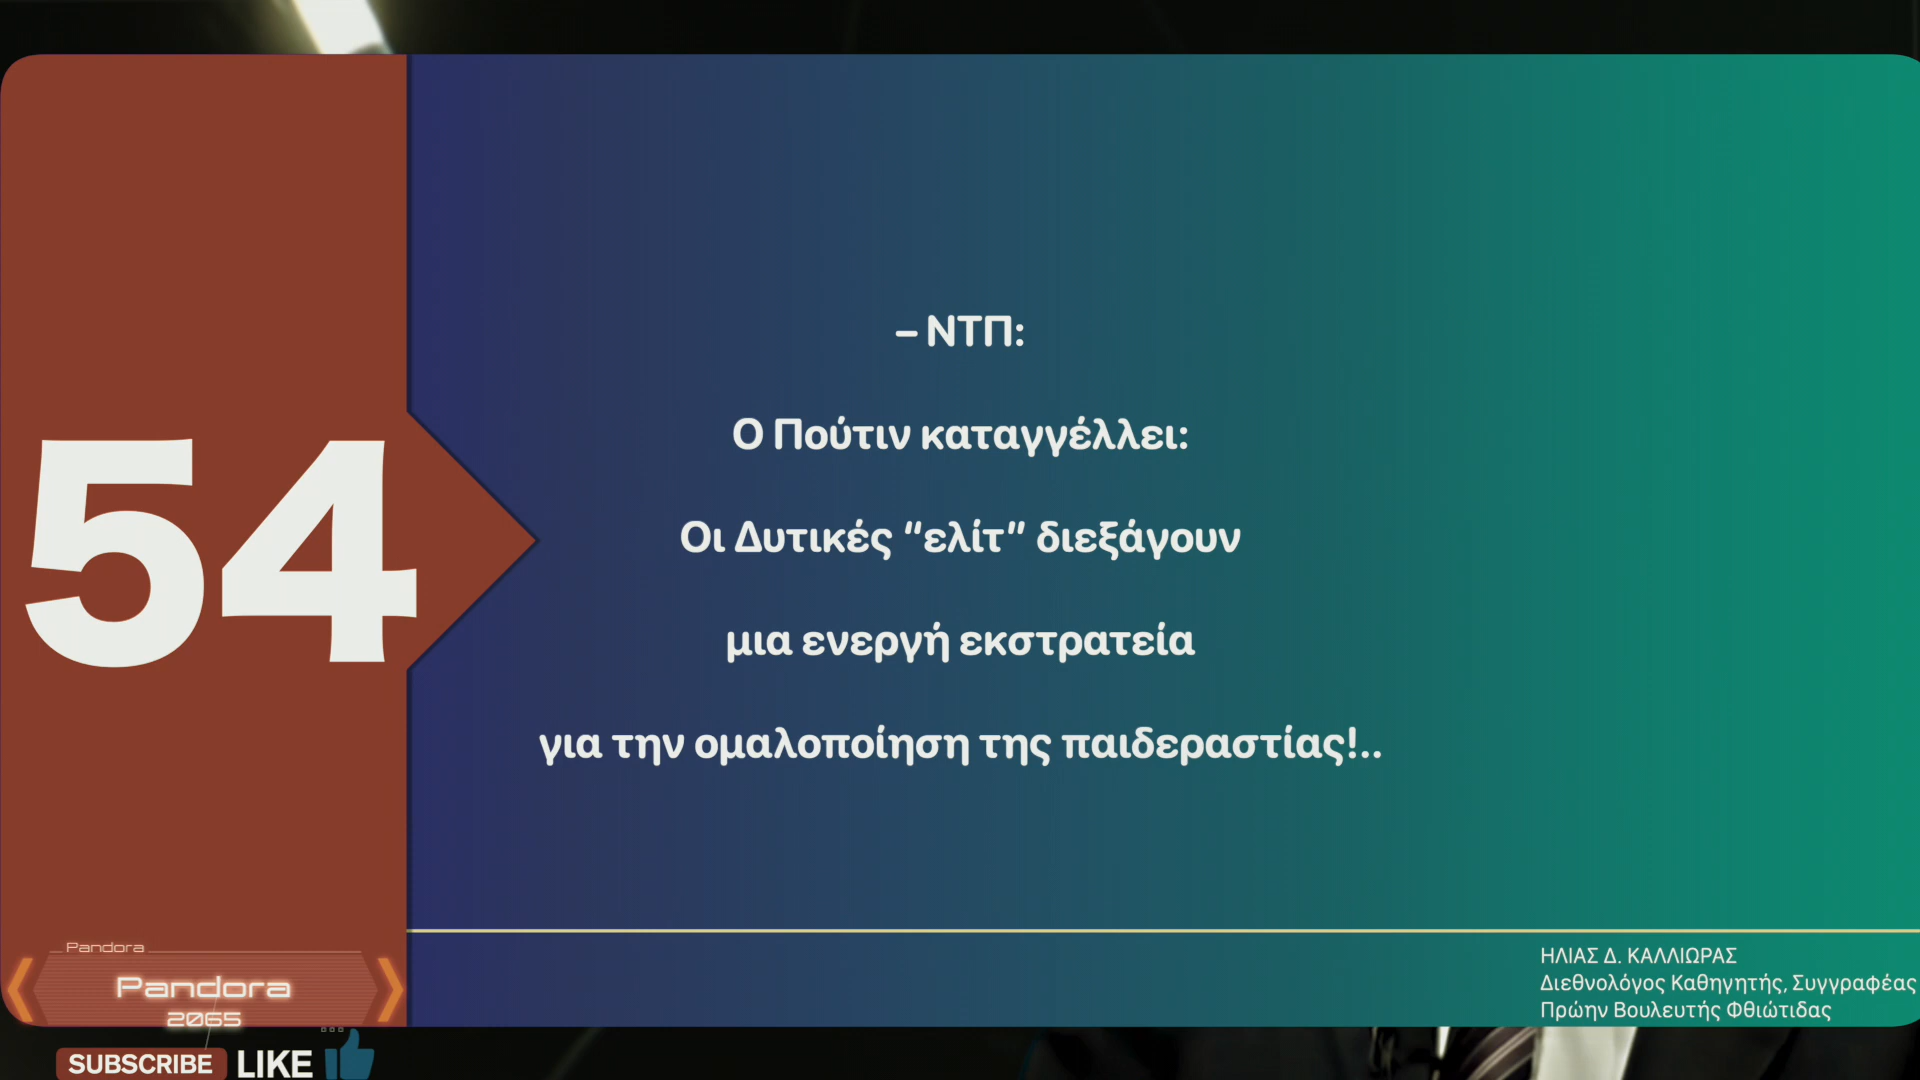 54
– ΝΤΠ:
Ο Πούτιν καταγγέλλει:
Οι Δυτικές “ελίτ” διεξάγουν
μια ενεργή εκστρατεία
για την ομαλοποίηση της παιδεραστίας!..
ΗΛΙΑΣ Δ. ΚΑΛΛΙΩΡΑΣ
Διεθνολόγος Καθηγητής, Συγγραφέας
Πρώην Βουλευτής Φθιώτιδας
Pandora
Pandora
2065
SUBSCRIBE LIKE